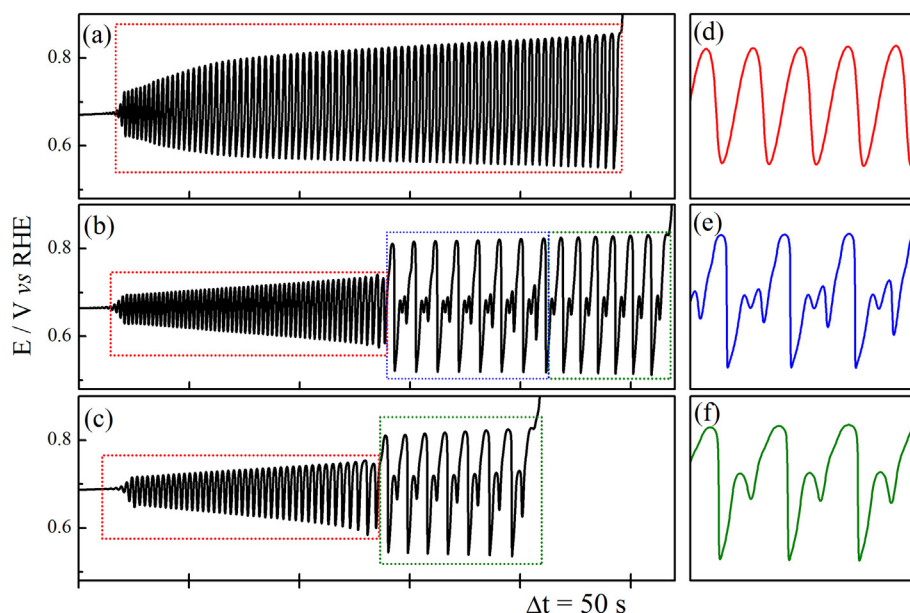 E / V vs RHE
(a)
0.8
0.6
(b)
0.8
0.6
(c)
0.8
0.6
Δt = 50 s
(d)
(e)
(f)